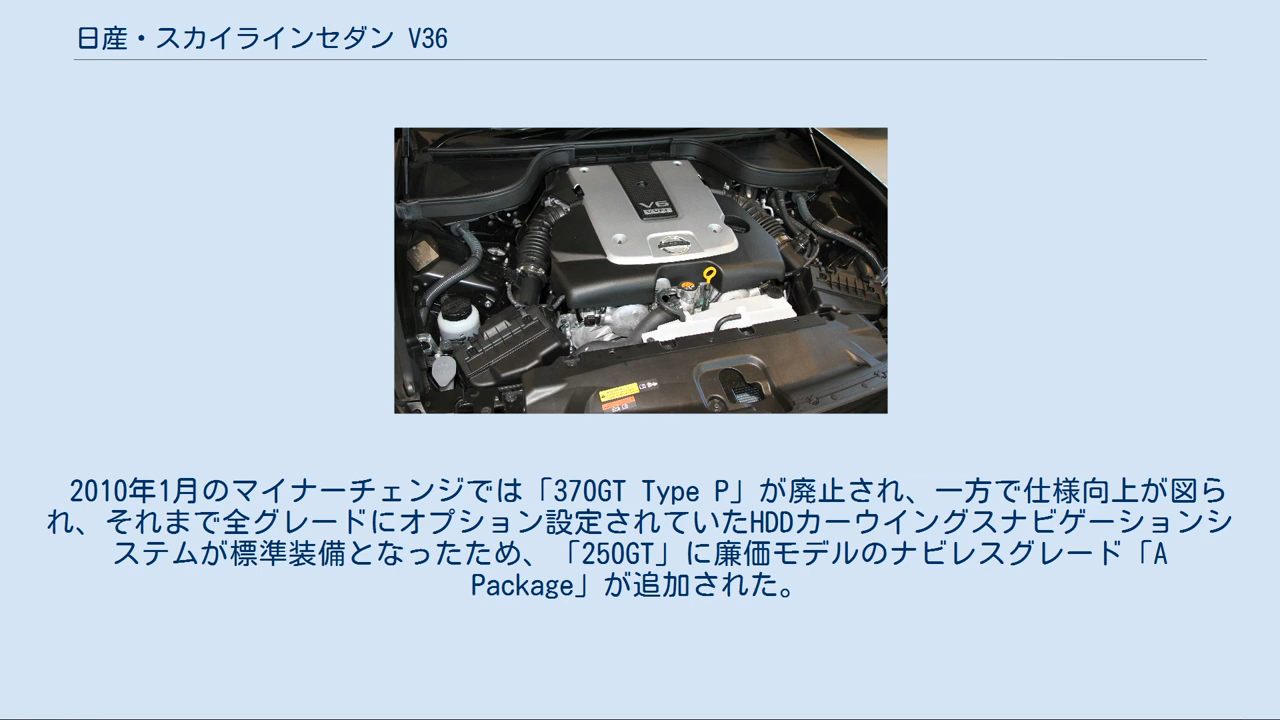 日産・スカイラインセダン V36
V6
2010年1月のマイナーチェンジでは「370GT Type P」が廃止され、一方で仕様向上が図ら
れ、それまで全グレードにオプション設定されていたHDDカーウイングスナビゲーションシ
ステムが標準装備となったため、「250GT」に廉価モデルのナビレスグレード「A
Package」が追加された。